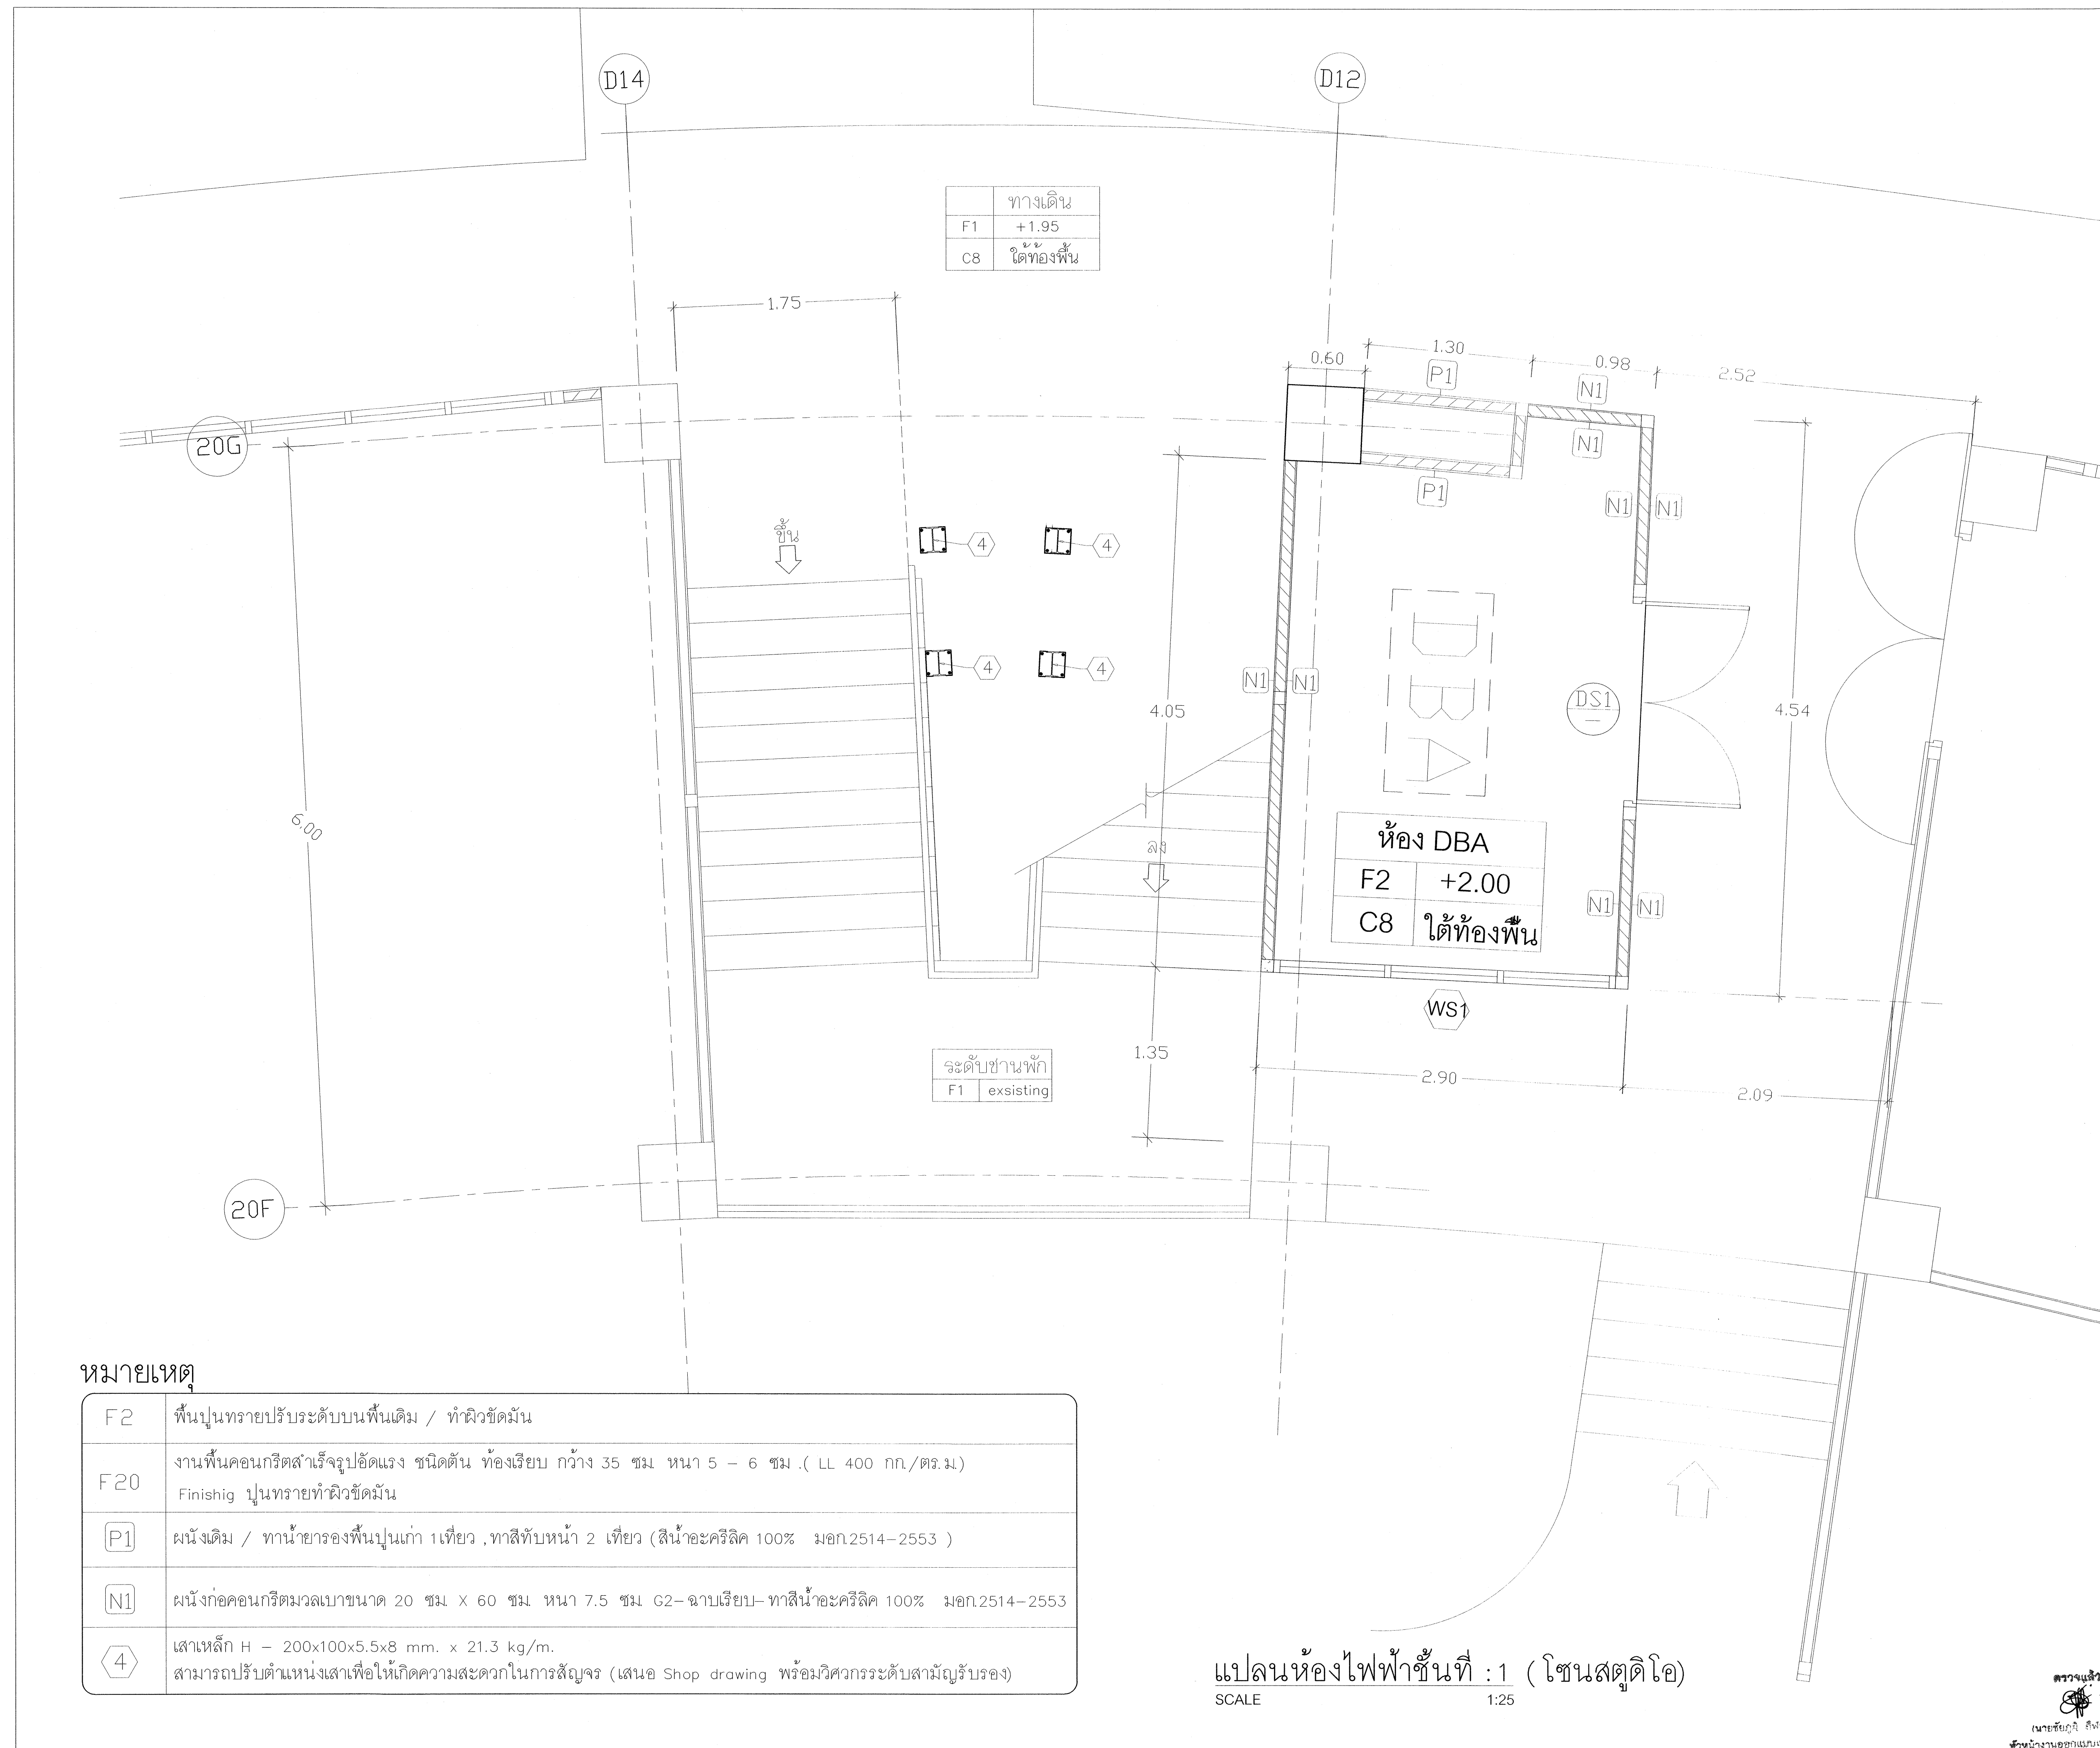 D14
D12
ทางเดิน
F1 +1.95
C8 ใต้ท้องพื้น
1.75
0.60
1.30
0.98
2.52
P1
N1
20G
N1
P1
N1 N1
ขึ้น
4
4
4
4
N1 N1
DBA
DS1
4.05
4.54
6.00
ลง
ห้อง DBA
F2 +2.00
C8 ใต้ท้องพื้น
N1 N1
WS1
1.35
ระดับชานพัก
F1 exsisting
2.90
2.09
20F
หมายเหตุ
F2 พื้นปูนทรายปรับระดับบนพื้นเดิม / ทำผิวขัดมัน
F20 งานพื้นคอนกรีตสำเร็จรูปอัดแรง ชนิดตัน ท้องเรียบ กว้าง 35 ซม. หนา 5 - 6 ซม .( LL 400 กก./ตร.ม.)
Finishig ปูนทรายทำผิวขัดมัน
P1 ผนังเดิม / ทาน้ำยารองพื้นปูนเก่า 1เที่ยว ,ทาสีทับหน้า 2 เที่ยว (สีน้ำอะครีลิค 100% มอก.2514-2553 )
N1 ผนังก่อคอนกรีตมวลเบาขนาด 20 ซม. X 60 ซม. หนา 7.5 ซม. G2-ฉาบเรียบ-ทาสีน้ำอะครีลิค 100% มอก.2514-2553
4 เสาเหล็ก H - 200x100x5.5x8 mm. x 21.3 kg/m.
สามารถปรับตำแหน่งเสาเพื่อให้เกิดความสะดวกในการสัญจร (เสนอ Shop drawing พร้อมวิศวกรระดับสามัญรับรอง)
แปลนห้องไฟฟ้าชั้นที่ : 1 (โซนสตูดิโอ)
SCALE 1:25
ตรวจแล้ว